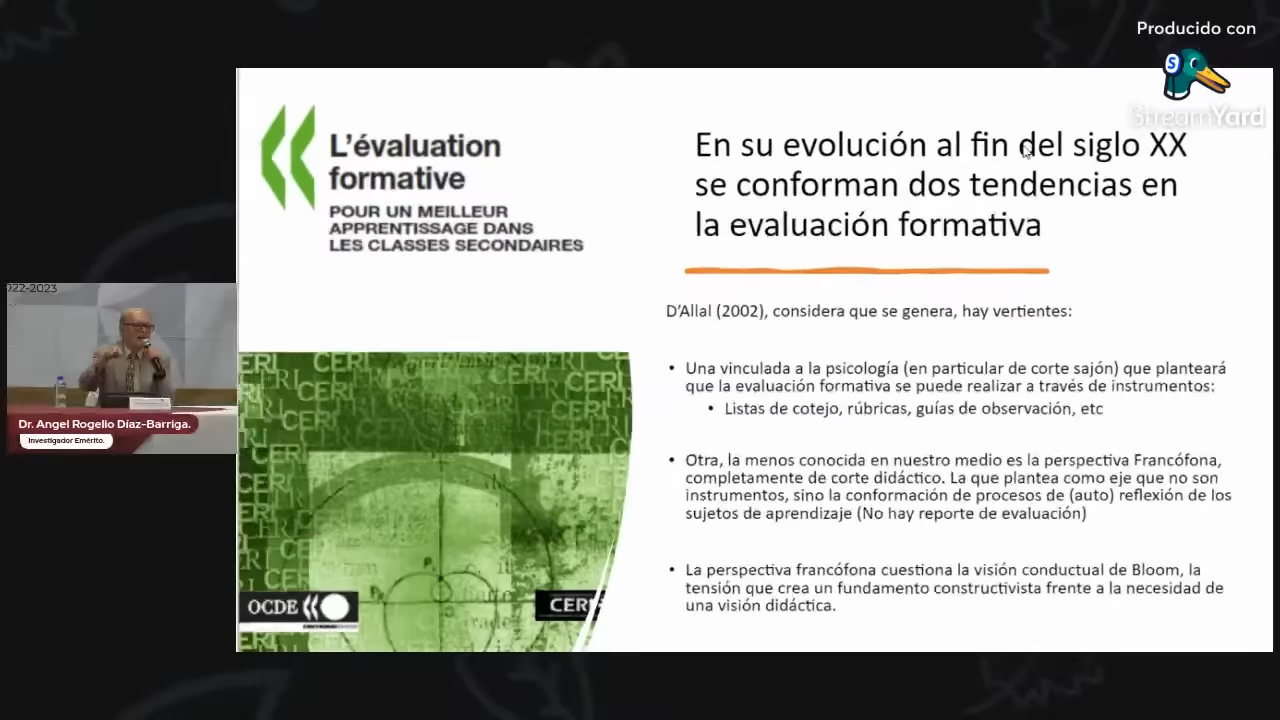 Producido con
StreamYard
L'évaluation
formative
POUR UN MEILLEUR
APPRENTISSAGE DANS
LES CLASSES SECONDAIRES
En su evolución al fin del siglo XX
se conforman dos tendencias en
la evaluación formativa
D'Allal (2002), considera que se genera, hay vertientes:
• Una vinculada a la psicología (en particular de corte sajón) que planteará
que la evaluación formativa se puede realizar a través de instrumentos:
• Listas de cotejo, rúbricas, guías de observación, etc
• Otra, la menos conocida en nuestro medio es la perspectiva Francófona,
completamente de corte didáctico. La que plantea como eje que no son
instrumentos, sino la conformación de procesos de (auto) reflexión de los
sujetos de aprendizaje (No hay reporte de evaluación)
• La perspectiva francófona cuestiona la visión conductual de Bloom, la
tensión que crea un fundamento constructivista frente a la necesidad de
una visión didáctica.
022-2023
Dr. Angel Rogelio Díaz-Barriga.
Investigador Emérito.
CERI CERI CERI
CERI
OCDE
CERI